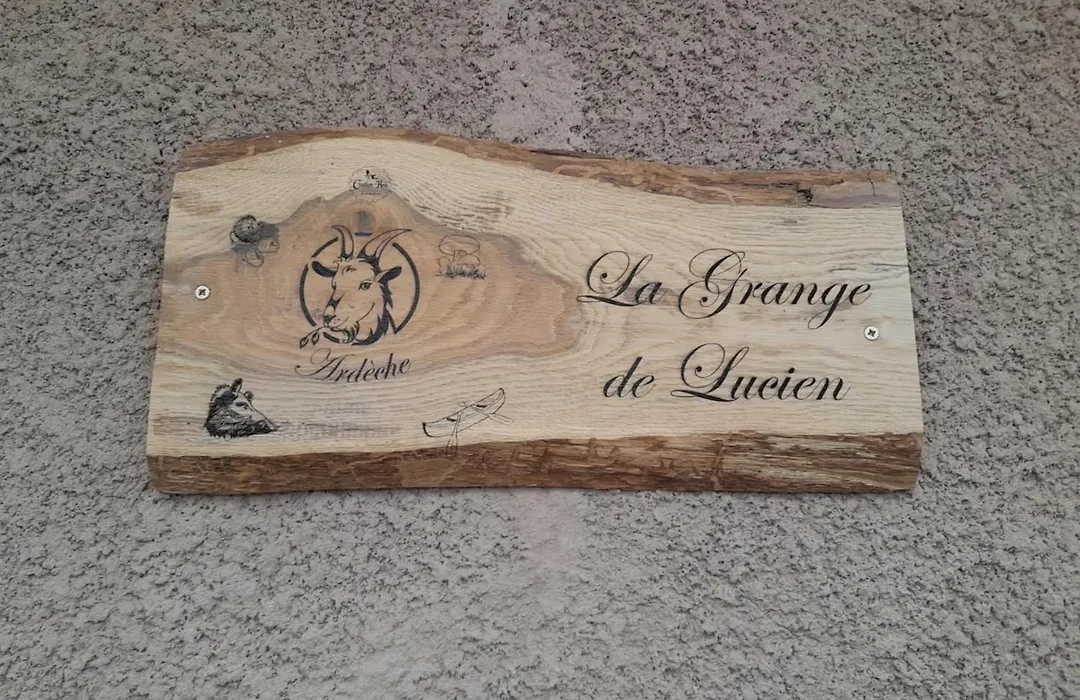 Ardèche
La Grange
de Lucien